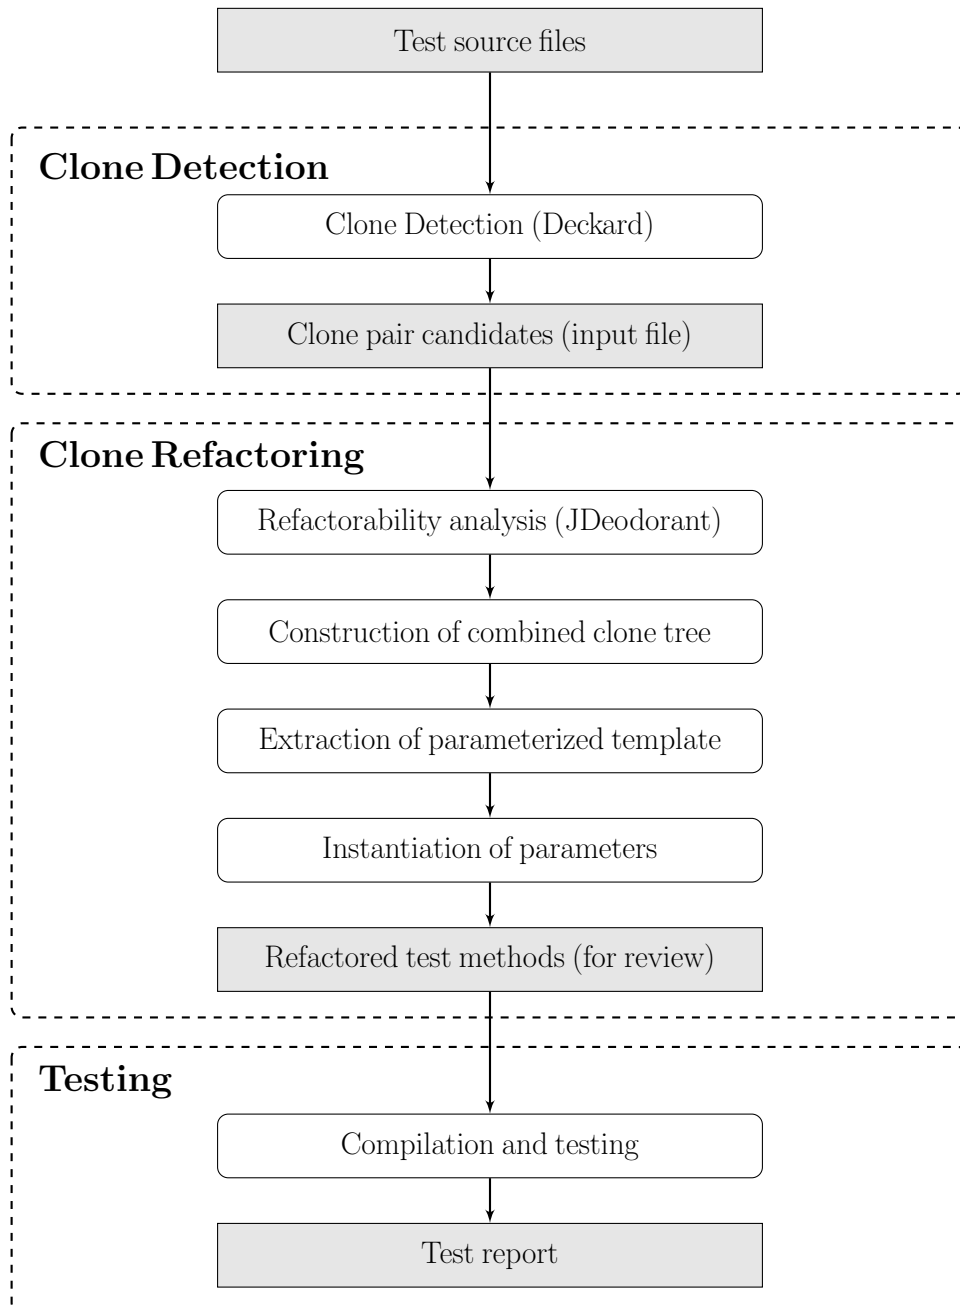 Test source files
Clone Detection
Clone Detection (Deckard)
Clone pair candidates (input file)
Clone Refactoring
Refactorability analysis (JDeodorant)
Construction of combined clone tree
Extraction of parameterized template
Instantiation of parameters
Refactored test methods (for review)
Testing
Compilation and testing
Test report